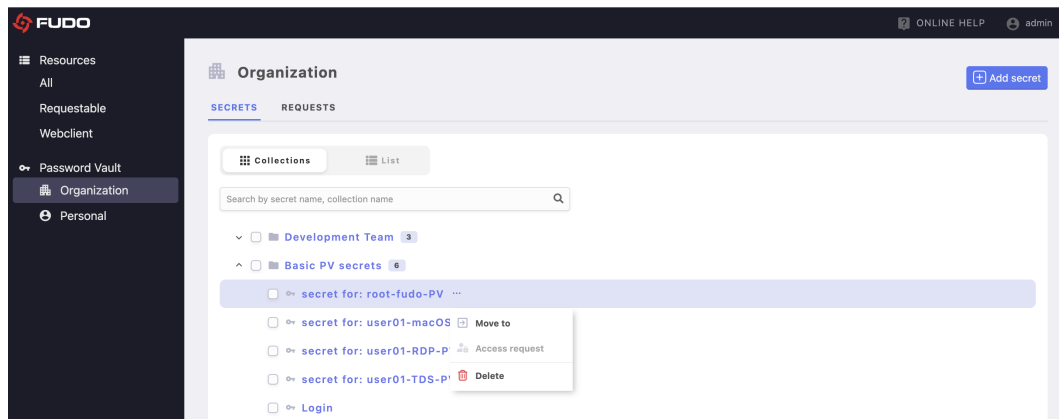 FUDO
ONLINE HELP admin
Resources
All
Requestable
Webclient
Password Vault
Organization
Personal
Organization
Add secret
SECRETS REQUESTS
Collections List
Search by secret name, collection name
Development Team 3
Basic PV secrets 6
secret for: root-fudo-PV ...
secret for: user01-macOS
Move to
secret for: user01-RDP-P
Access request
secret for: user01-TDS-P
Delete
Login